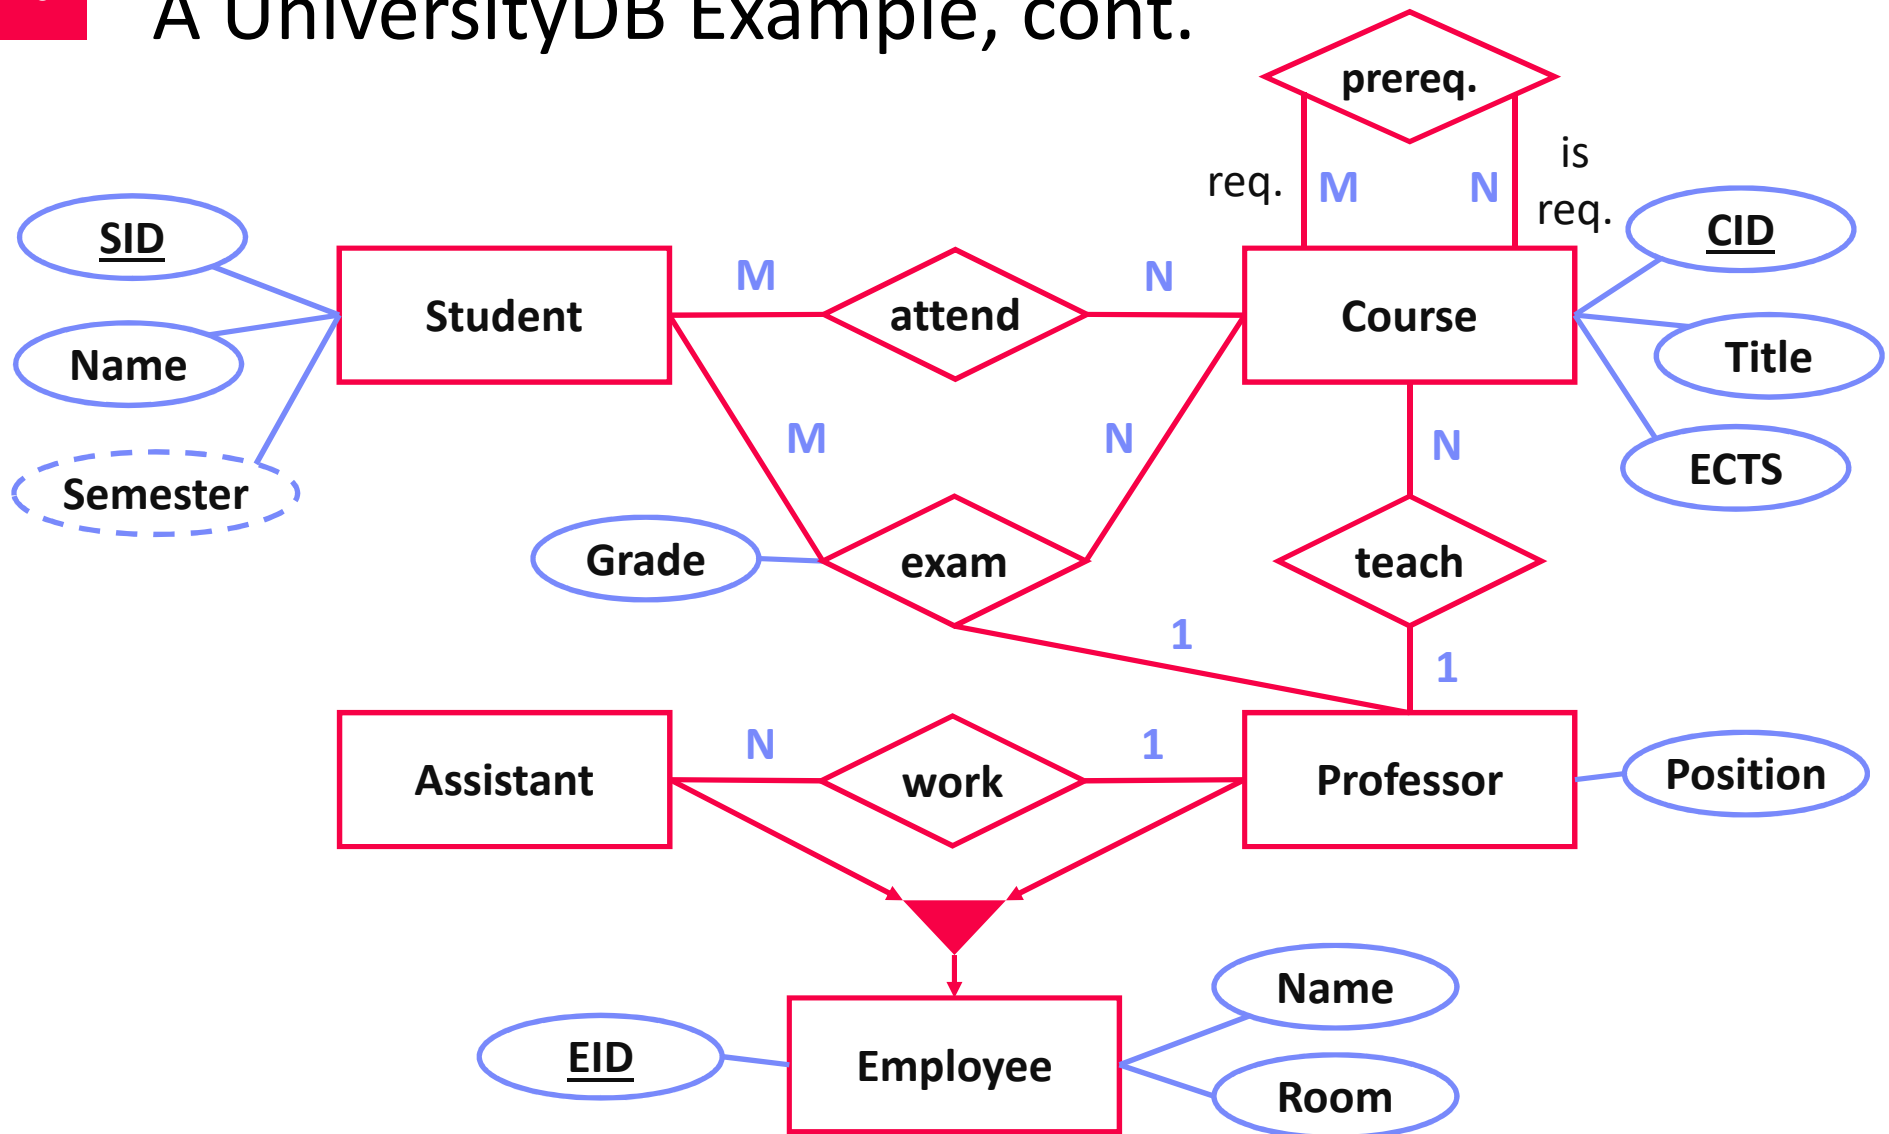 A UniversityDB Example, cont.
prereq.
req.
M
N
is
req.
SID
CID
Student
M
attend
N
Course
Name
Title
M
N
N
ECTS
Semester
Grade
exam
teach
1
1
Assistant
N
work
1
Professor
Position
Name
EID
Employee
Room